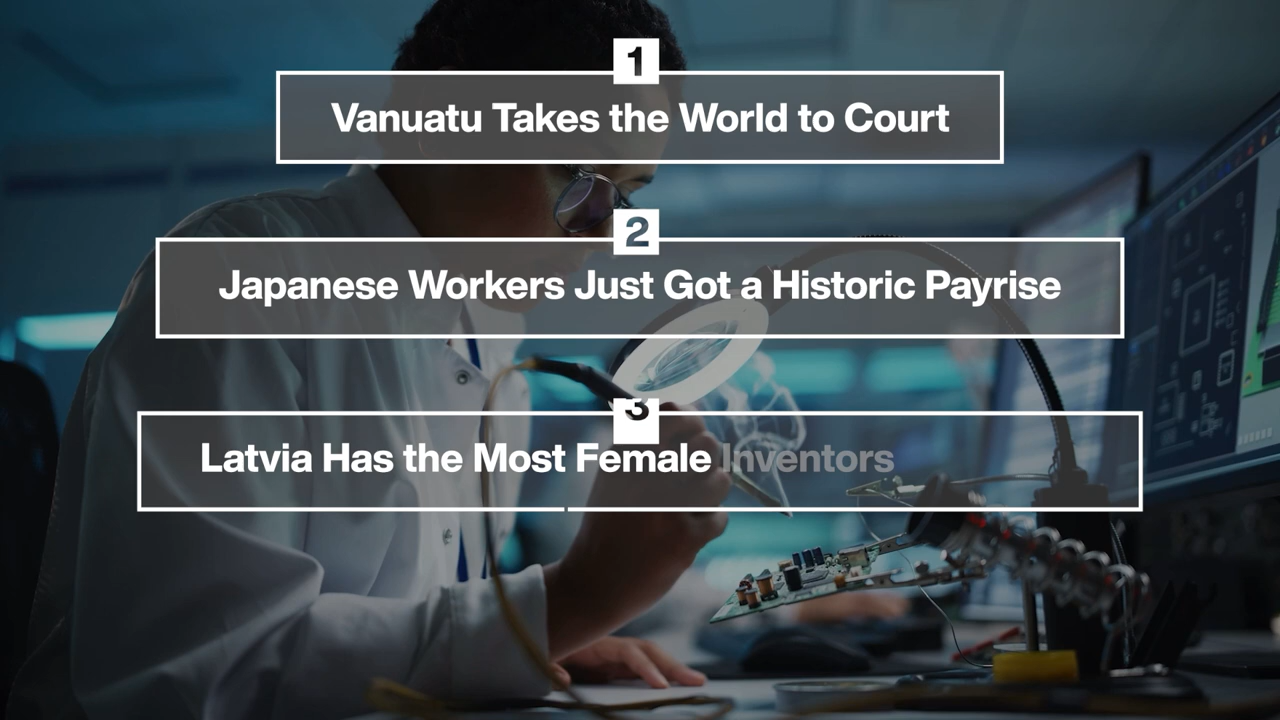 1
Vanuatu Takes the World to Court
2
Japanese Workers Just Got a Historic Payrise
3
Latvia Has the Most Female Inventors